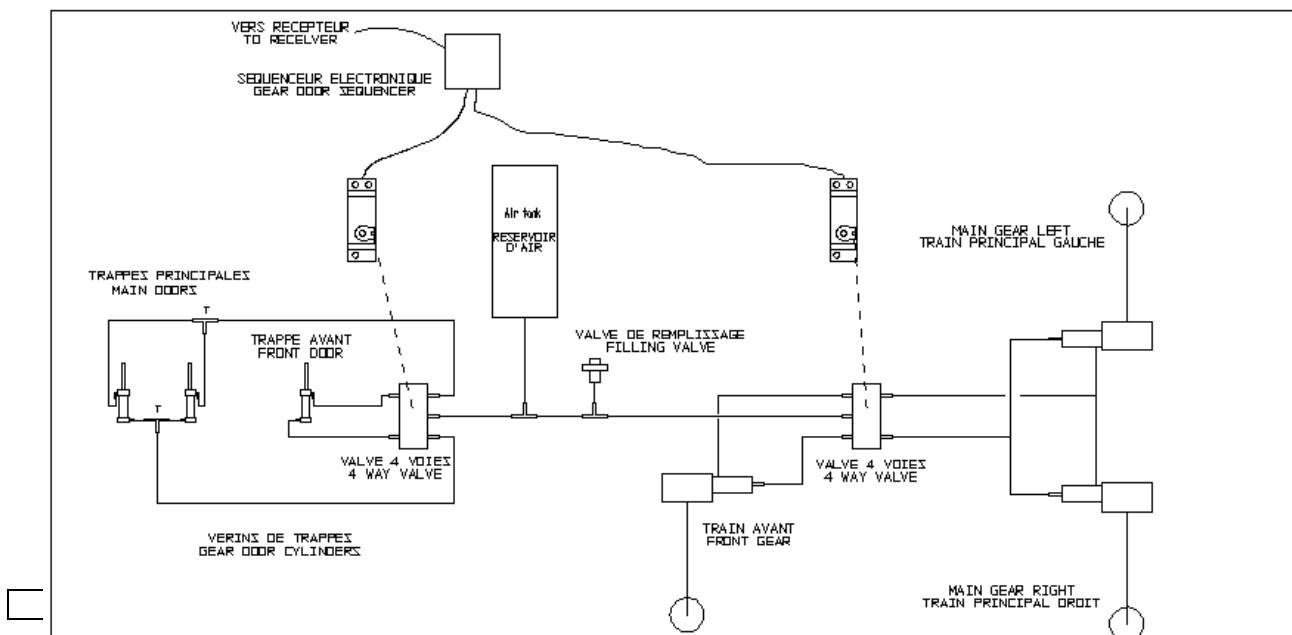 VERS RECEPTEUR
TO RECELVER
SEQUENCEUR ELECTRONIQUE
GEAR DOOR SEQUENCER
Air tank
RESERVOIR
D'AIR
MAIN GEAR LEFT
TRAIN PRINCIPAL GAUCHE
TRAPPES PRINCIPALES
MAIN DOORS
T
TRAPPE AVANT
FRONT DOOR
VALVE DE REMPLISSAGE
FILLING VALVE
T
VALVE 4 VOIES
4 WAY VALVE
VALVE 4 VOIES
4 WAY VALVE
VERINS DE TRAPPES
GEAR DOOR CYLINDERS
TRAIN AVANT
FRONT GEAR
MAIN GEAR RIGHT
TRAIN PRINCIPAL DROIT